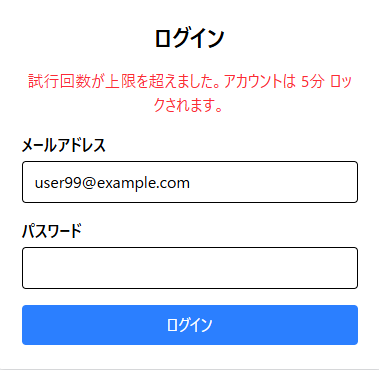 ログイン
試行回数が上限を超えました。アカウントは 5分 ロッ
クされます。
メールアドレス
user99@example.com
パスワード
ログイン